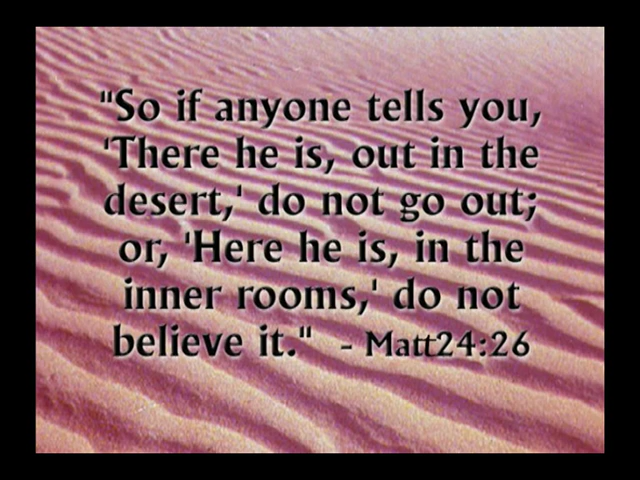 "So if anyone tells you,
'There he is, out in the
desert,' do not go out;
or, 'Here he is, in the
inner rooms,' do not
believe it." - Matt24:26